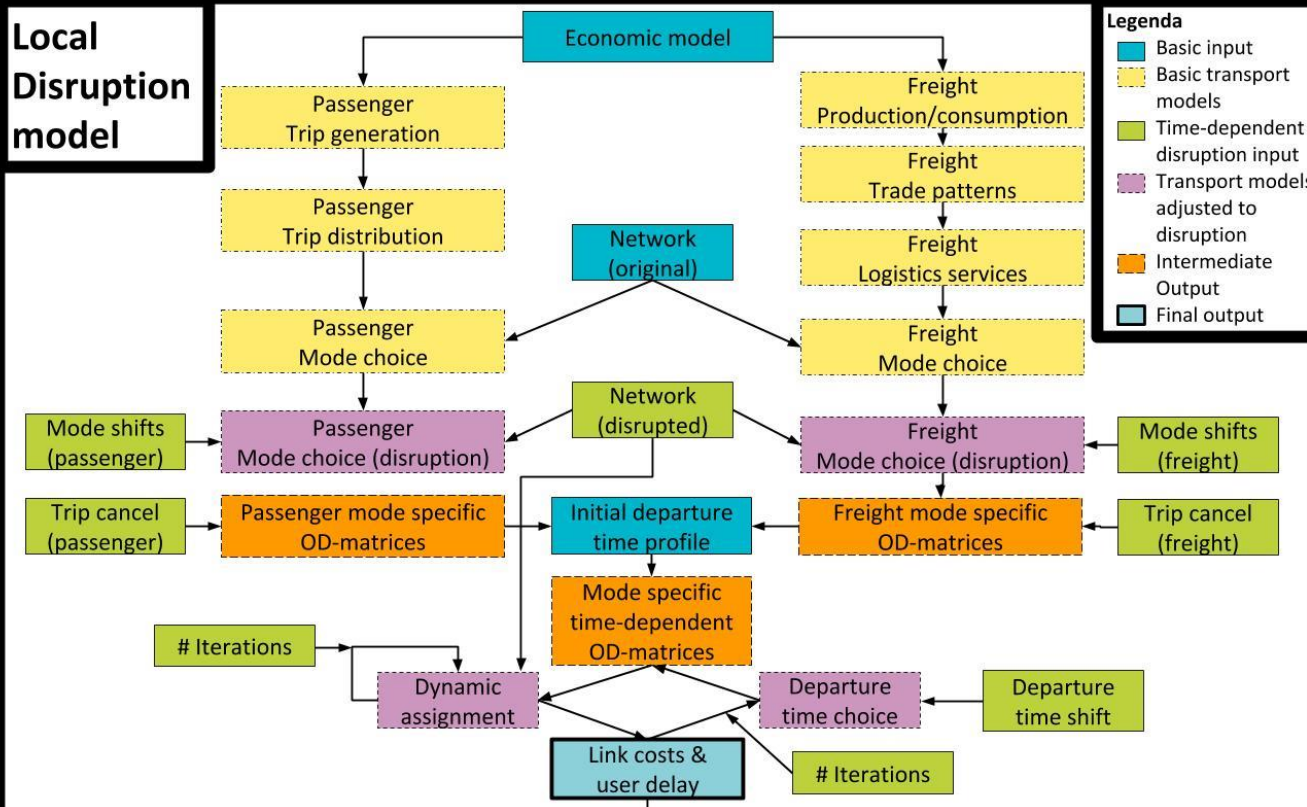 Local
Disruption
model
Economic model
Passenger
Trip generation
Passenger
Trip distribution
Passenger
Mode choice
Freight
Production/consumption
Freight
Trade patterns
Freight
Logistics services
Freight
Mode choice
Network
(original)
Network
(disrupted)
Mode shifts
(passenger)
Passenger
Mode choice (disruption)
Freight
Mode choice (disruption)
Mode shifts
(freight)
Trip cancel
(passenger)
Passenger mode specific
OD-matrices
Initial departure
time profile
Freight mode specific
OD-matrices
Trip cancel
(freight)
Mode specific
time-dependent
OD-matrices
# Iterations
Dynamic
assignment
Departure
time choice
Departure
time shift
Link costs &
user delay
# Iterations
Legenda
Basic input
Basic transport
models
Time-dependent
disruption input
Transport models
adjusted to
disruption
Intermediate
Output
Final output